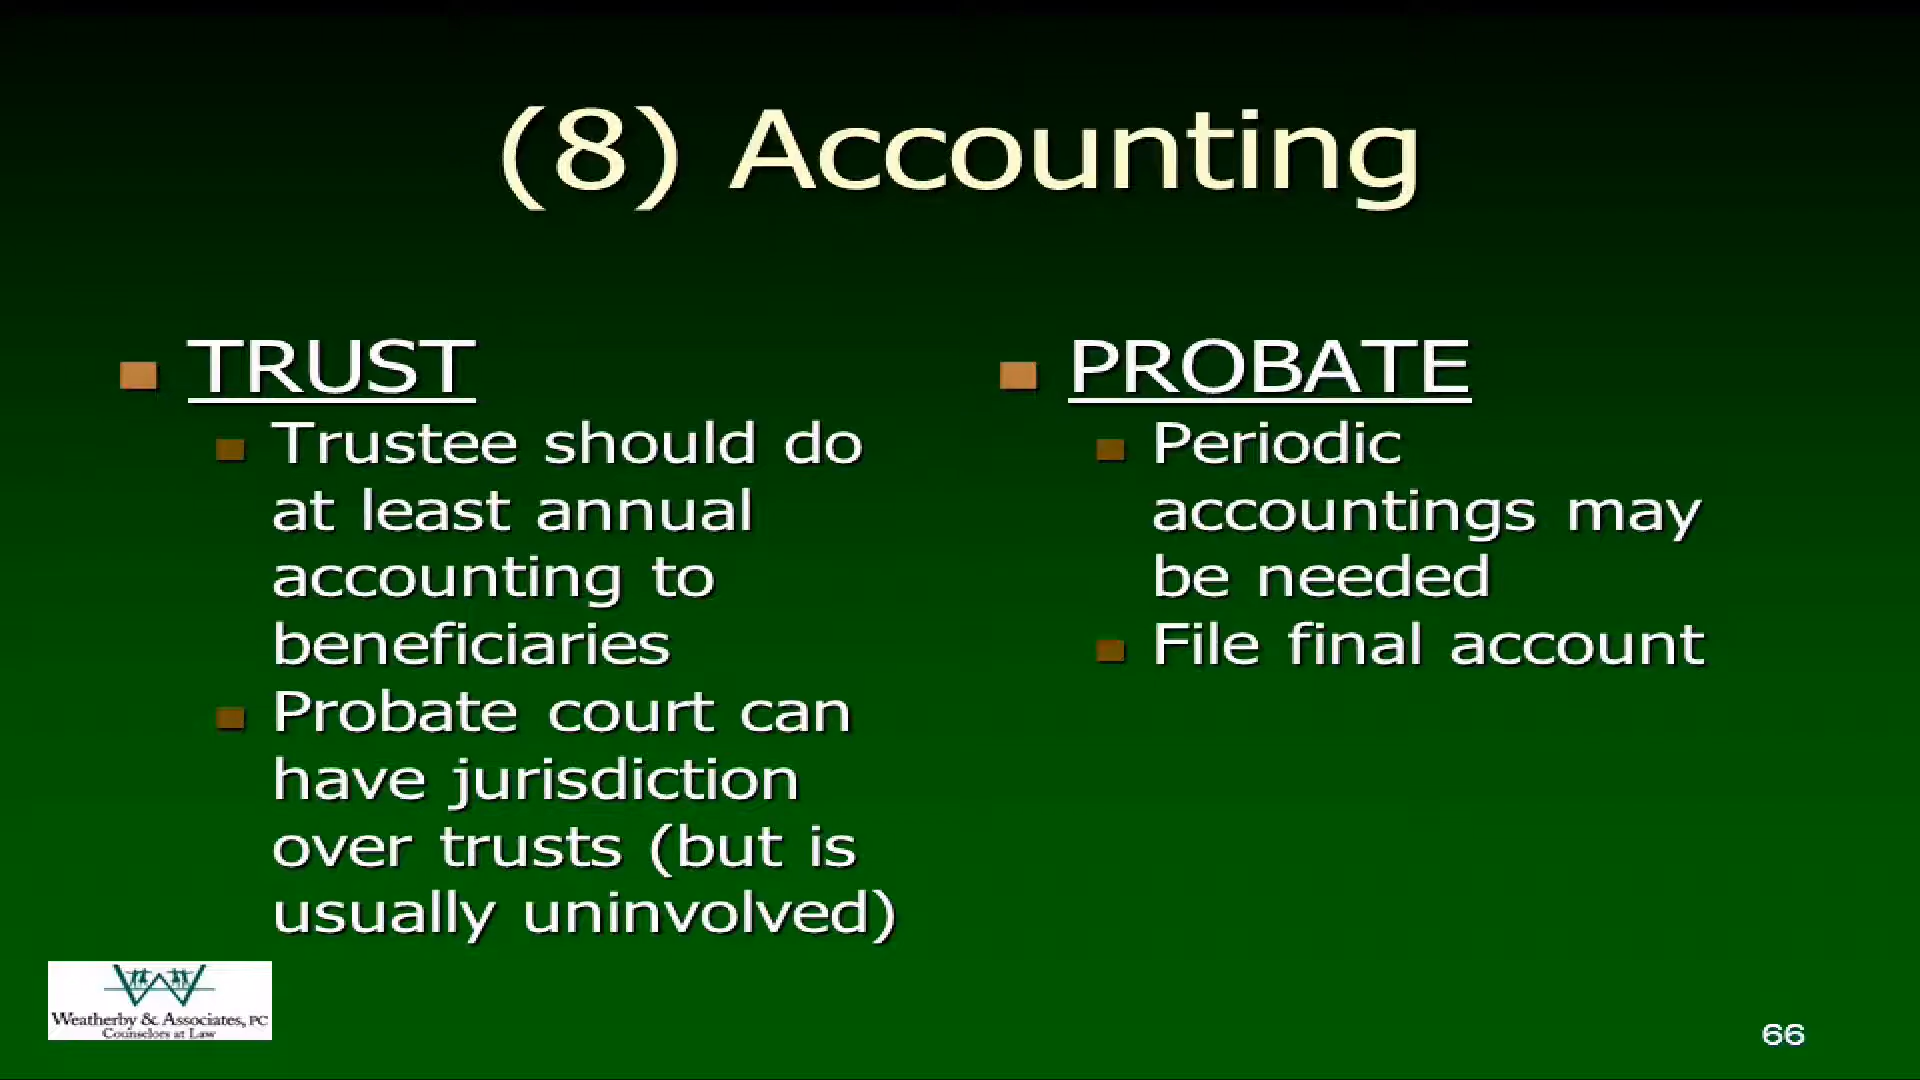 (8) Accounting
TRUST
Trustee should do
at least annual
accounting to
beneficiaries
Probate court can
have jurisdiction
over trusts (but is
usually uninvolved)
PROBATE
Periodic
accountings may
be needed
File final account
Weatherby & Associates, PC
Counselors at Law
66